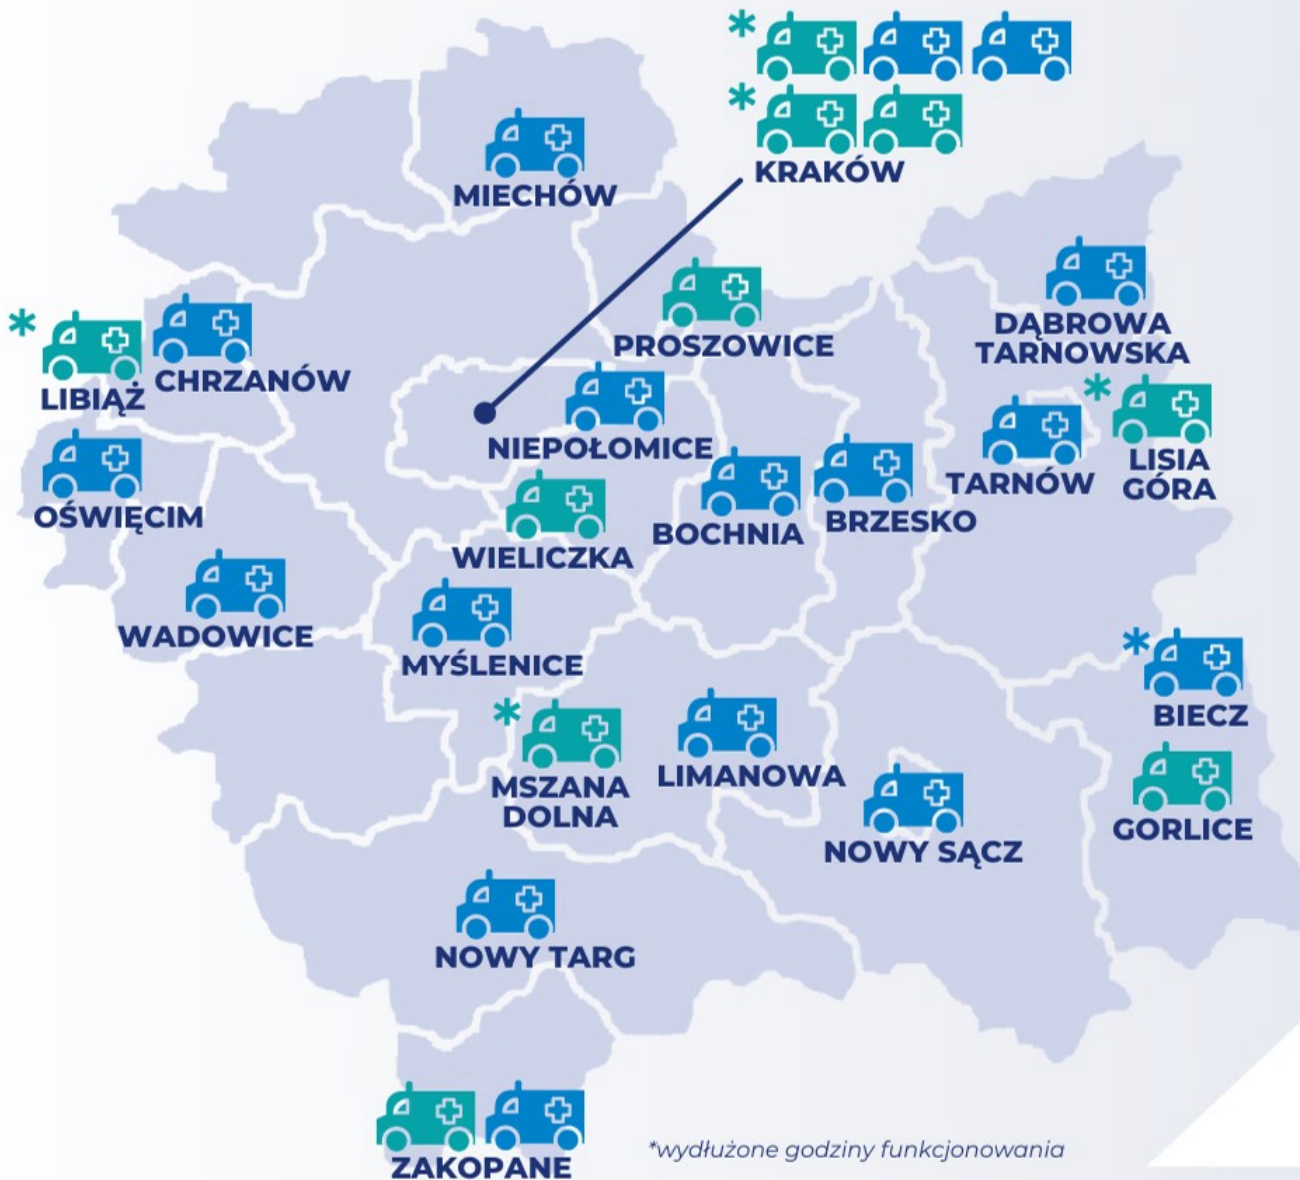 *
*
KRAKÓW
MIECHÓW
DĄBROWA
TARNOWSKA
PROSZOWICE
*
LIBIĄŻ
CHRZANÓW
*
LISIA
GÓRA
NIEPOŁOMICE
TARNÓW
OŚWIĘCIM
BOCHNIA
BRZESKO
WIELICZKA
WADOWICE
MYŚLENICE
*
BIECZ
*
MSZANA
DOLNA
LIMANOWA
GORLICE
NOWY SĄCZ
NOWY TARG
ZAKOPANE
*wydłużone godziny funkcjonowania